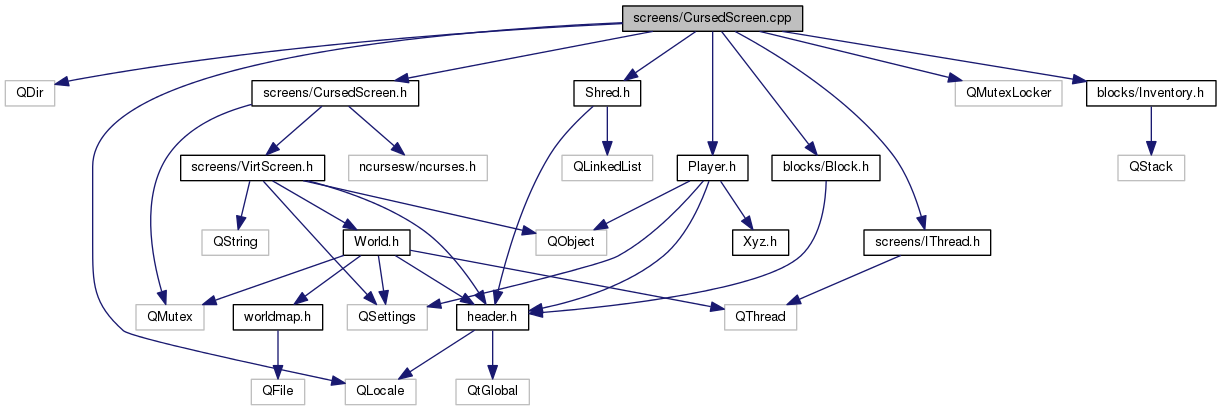 screens/CursedScreen.cpp
QDir
screens/CursedScreen.h
Shred.h
QMutexLocker
blocks/Inventory.h
screens/VirtScreen.h
ncursesw/ncurses.h
QLinkedList
Player.h
blocks/Block.h
QStack
QString
World.h
QObject
Xyz.h
screens/IThread.h
QMutex
worldmap.h
QSettings
header.h
QThread
QFile
QLocale
QtGlobal